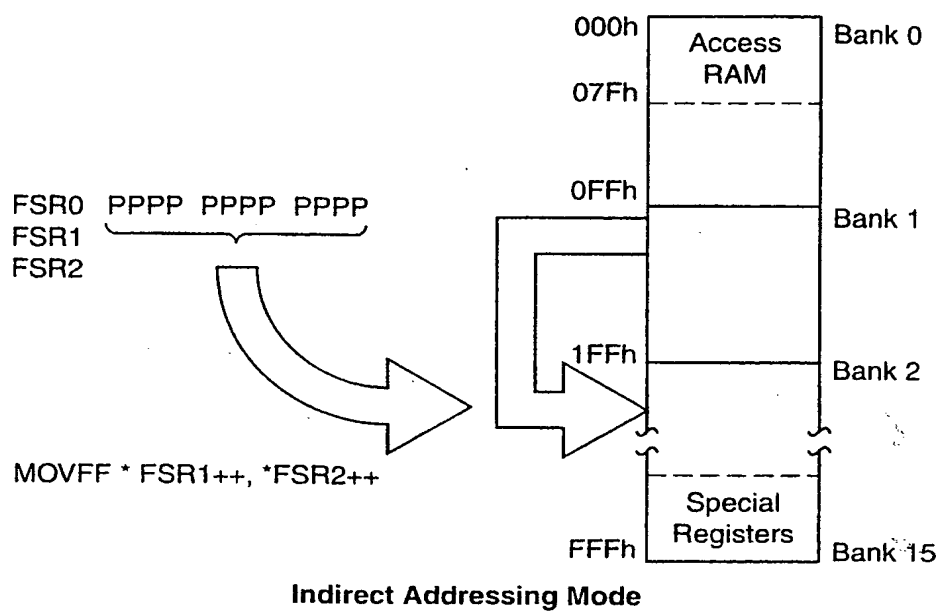 000h
Access
RAM
Bank 0
07Fh
0FFh
Bank 1
FSR0 PPPP PPPP PPPP
FSR1
FSR2
1FFh
Bank 2
MOVFF * FSR1++, *FSR2++
Special
Registers
FFFh
Bank 15
Indirect Addressing Mode